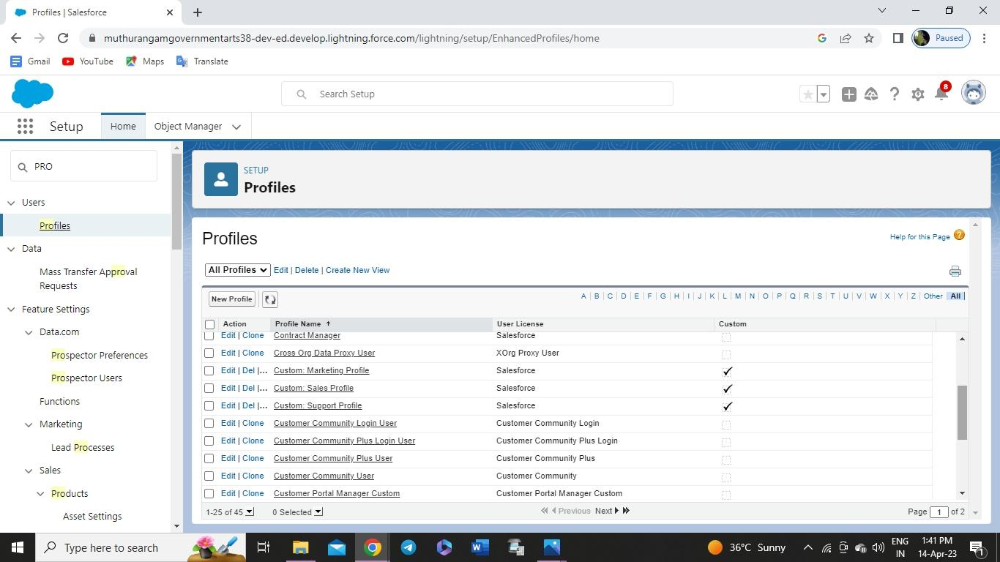 Profiles | Salesforce
muthurangamgovernmentarts38-dev-ed.develop.lightning.force.com/lightning/setup/EnhancedProfiles/home
Paused
Gmail YouTube Maps Translate
Search Setup
8
Setup Home Object Manager
PRO
Users
Profiles
Data
Mass Transfer Approval
Requests
Feature Settings
Data.com
Prospector Preferences
Prospector Users
Functions
Marketing
Lead Processes
Sales
Products
Asset Settings
SETUP
Profiles
Profiles
Help for this Page ?
All Profiles Edit | Delete | Create New View
New Profile
A | B | C | D | E | F | G | H | I | J | K | L | M | N | O | P | Q | R | S | T | U | V | W | X | Y | Z | Other | All
Action Profile Name User License Custom
Edit | Clone Contract Manager Salesforce
Edit | Clone Cross Org Data Proxy User XOrg Proxy User
Edit | Del |... Custom: Marketing Profile Salesforce
Edit | Del |... Custom: Sales Profile Salesforce
Edit | Del |... Custom: Support Profile Salesforce
Edit | Clone Customer Community Login User Customer Community Login
Edit | Clone Customer Community Plus Login User Customer Community Plus Login
Edit | Clone Customer Community Plus User Customer Community Plus
Edit | Clone Customer Community User Customer Community
Edit | Clone Customer Portal Manager Custom Customer Portal Manager Custom
1-25 of 45 0 Selected Previous Next Page 1 of 2
Type here to search
36°C Sunny
ENG
IN
1:41 PM
14-Apr-23
1